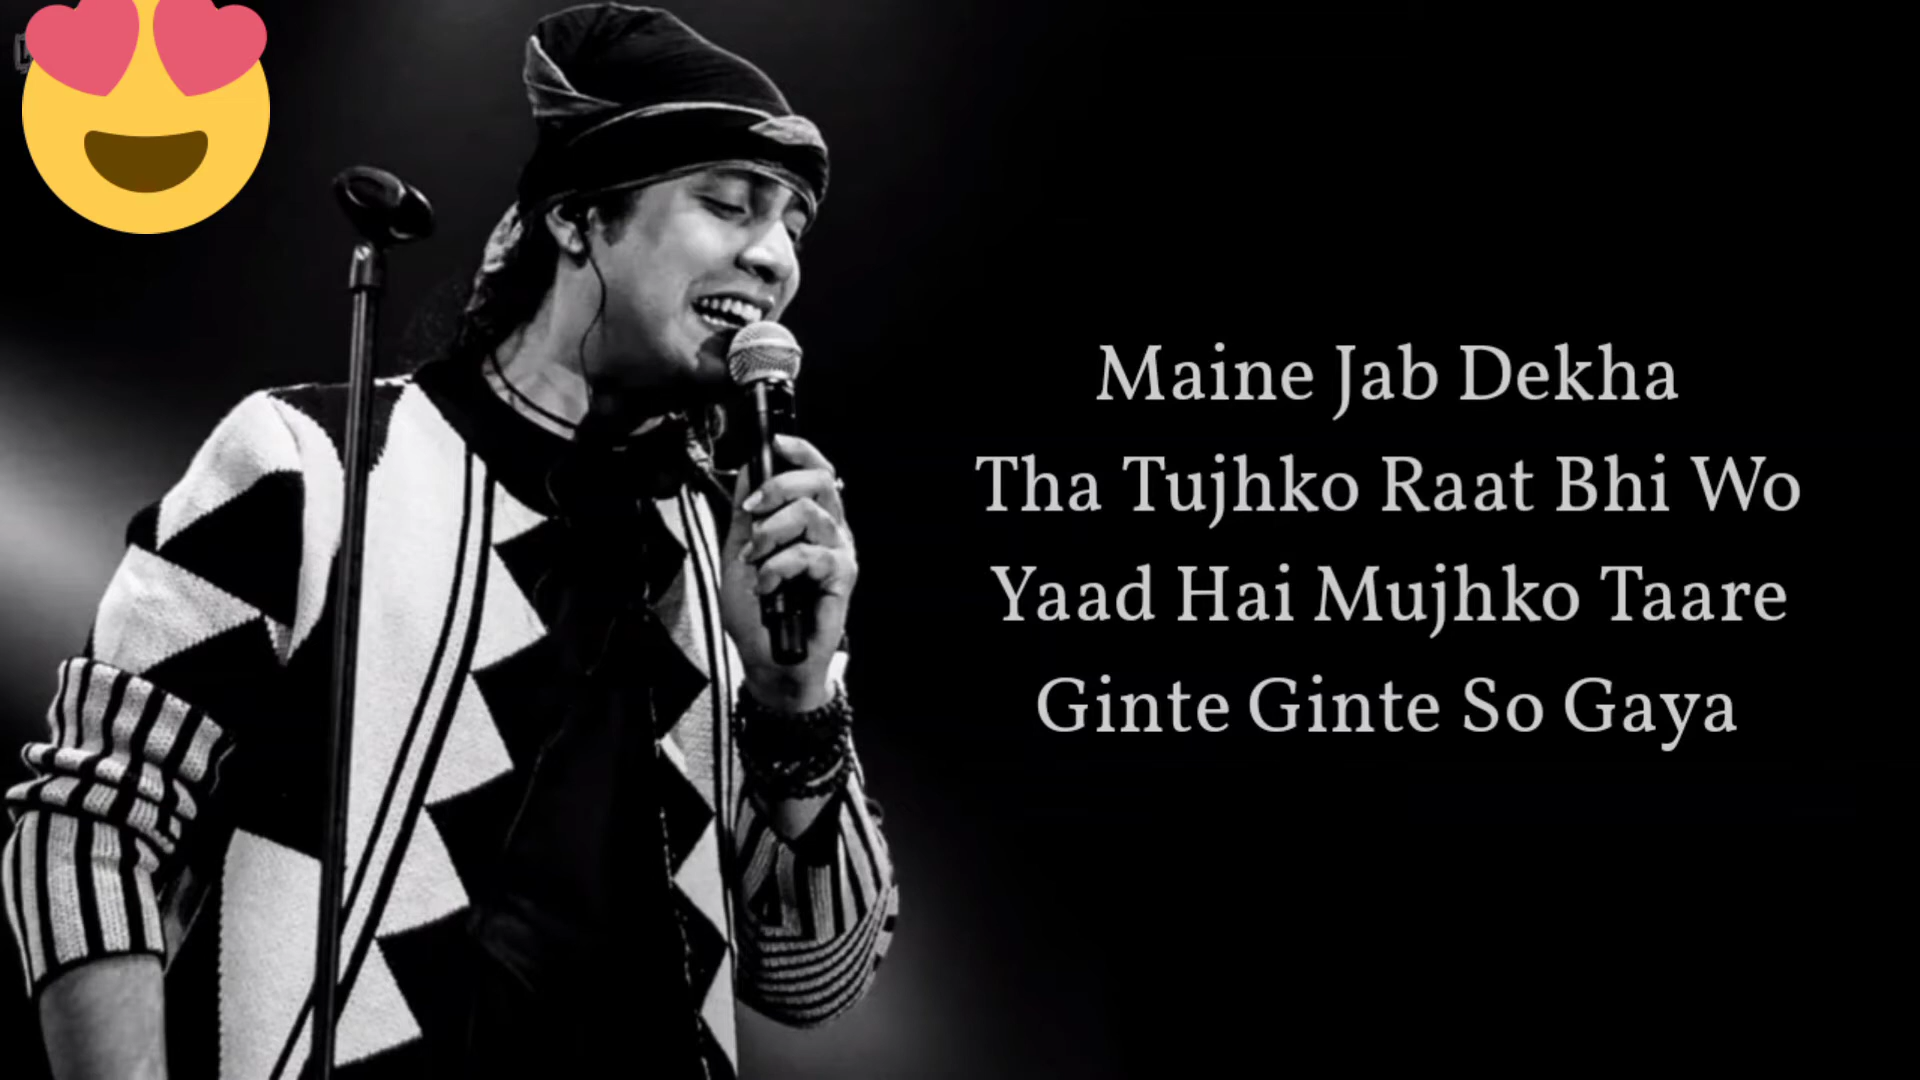 Maine Jab Dekha
Tha Tujhko Raat Bhi Wo
Yaad Hai Mujhko Taare
Ginte Ginte So Gaya